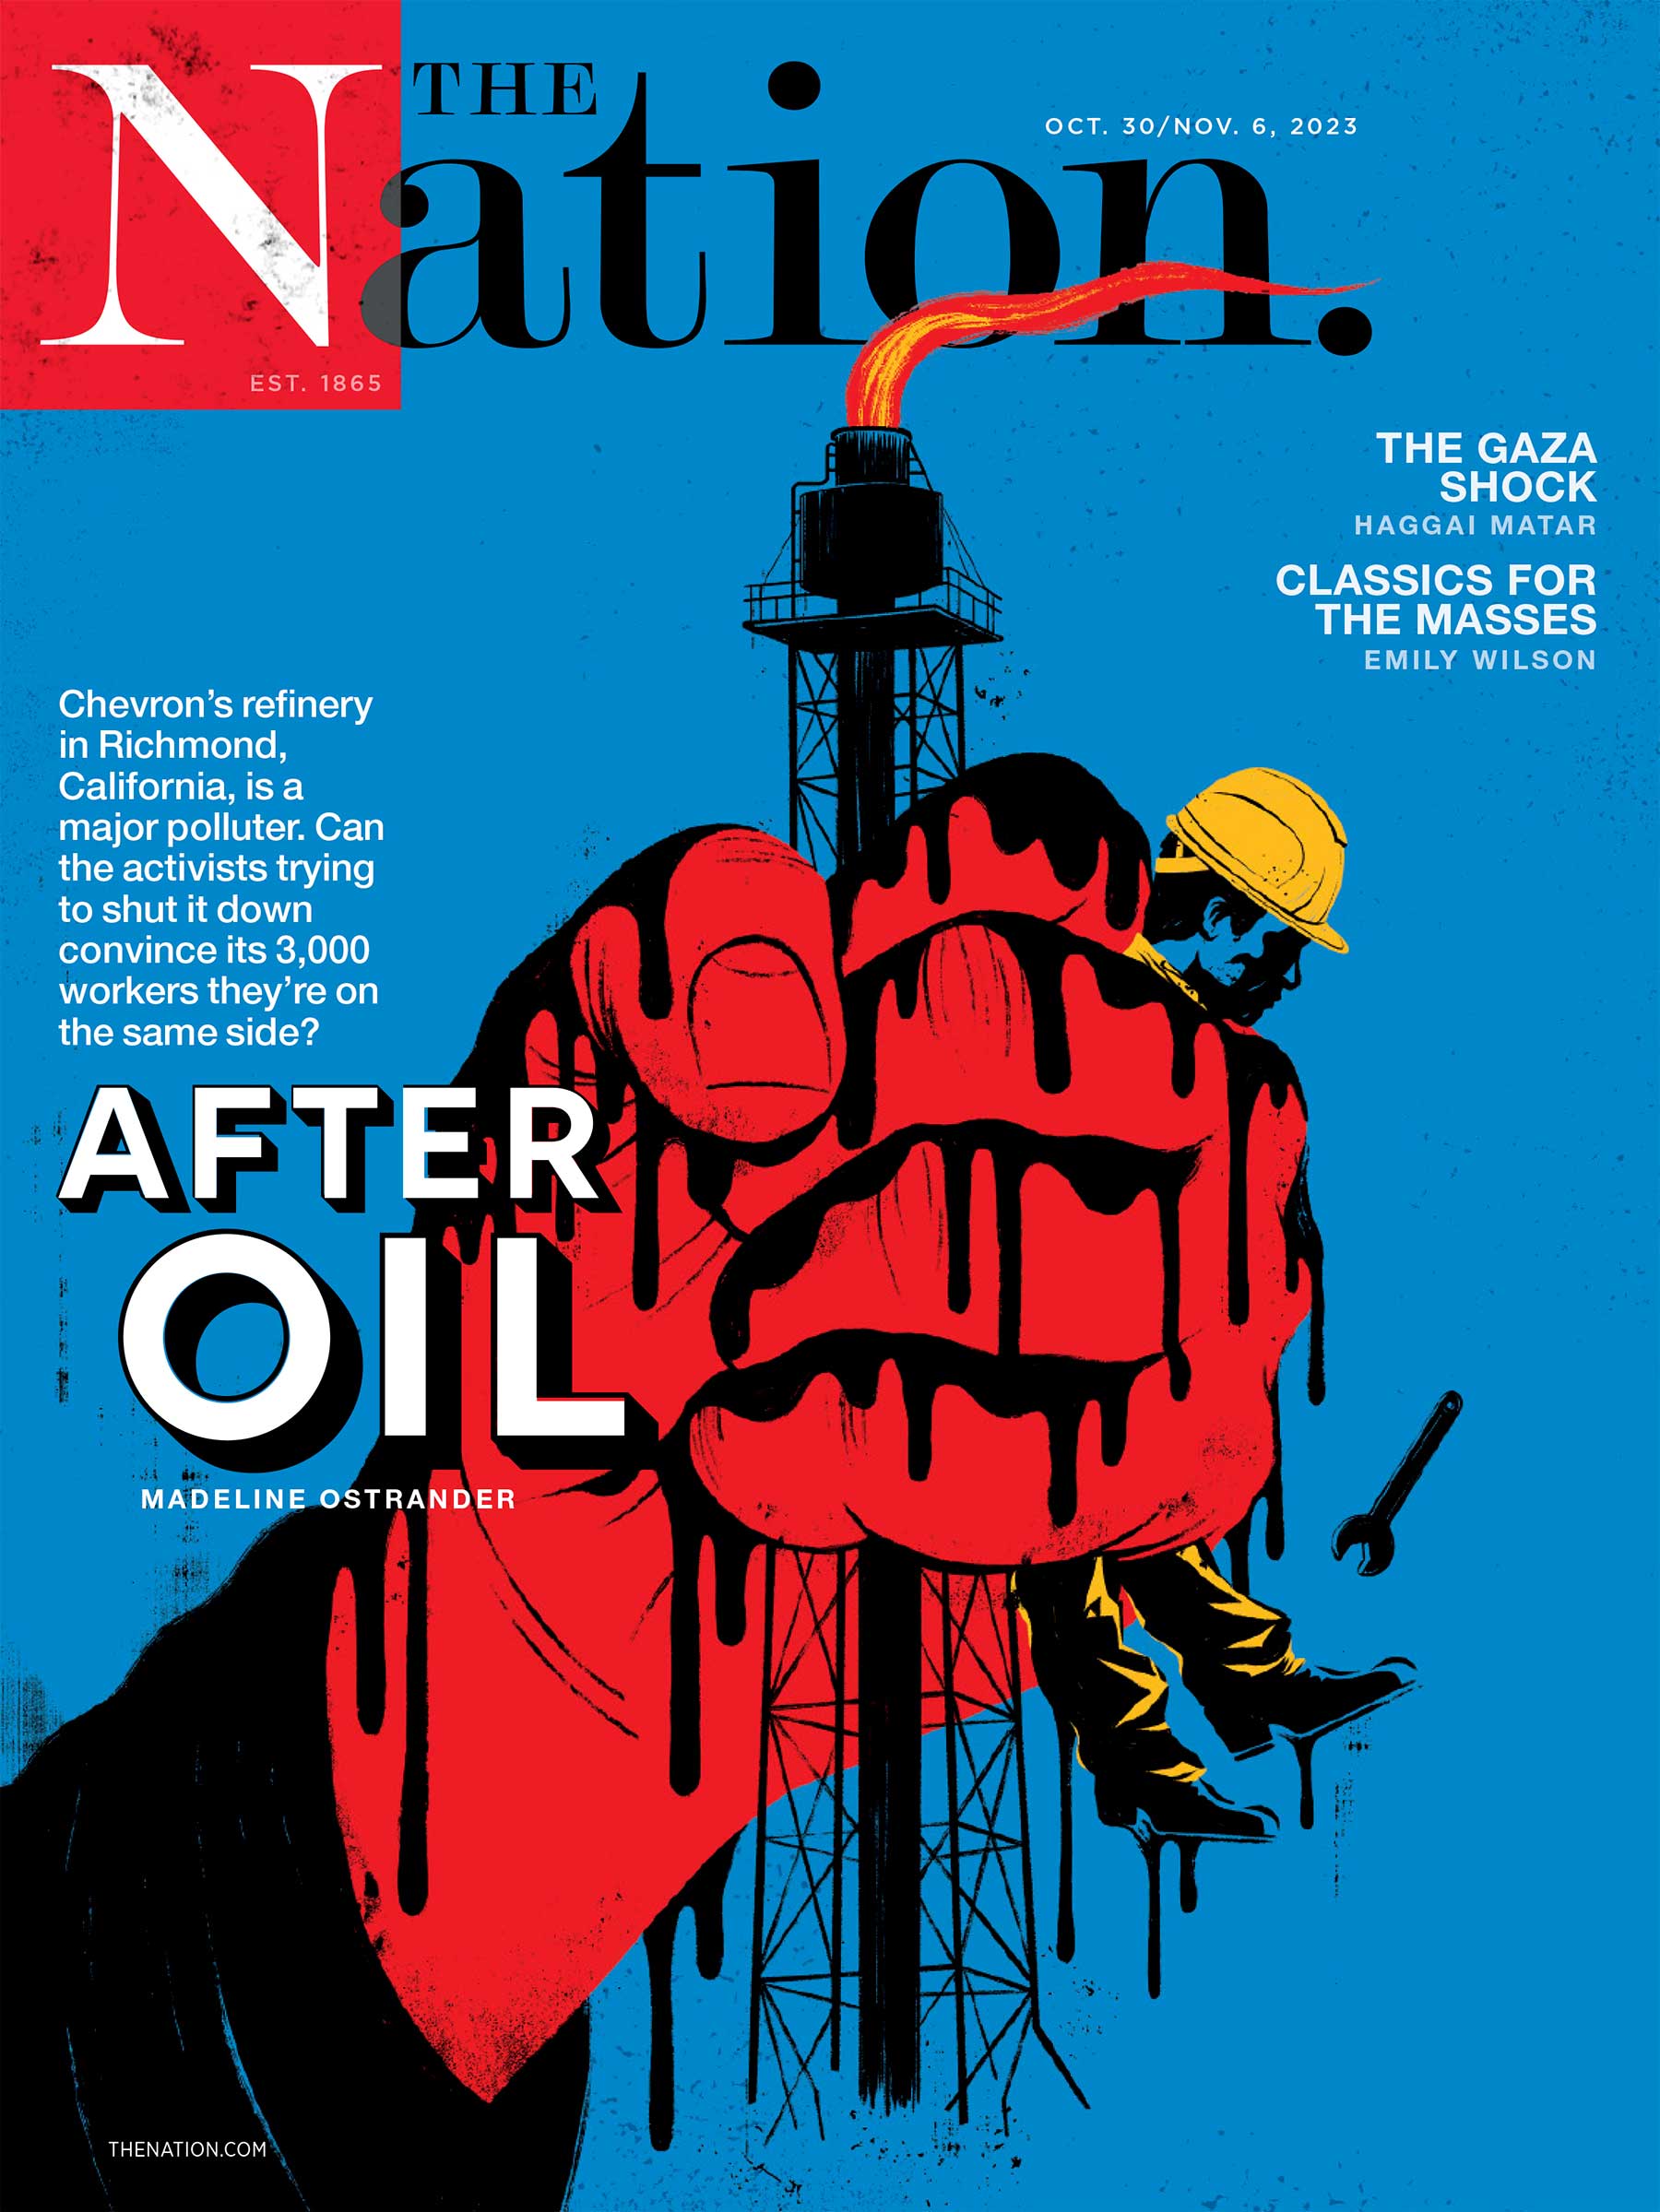 THE
Nation.
OCT. 30/NOV. 6, 2023
EST. 1865
THE GAZA
SHOCK
HAGGAI MATAR
CLASSICS FOR
THE MASSES
EMILY WILSON
Chevron’s refinery
in Richmond,
California, is a
major polluter. Can
the activists trying
to shut it down
convince its 3,000
workers they’re on
the same side?
AFTER
OIL
MADELINE OSTRANDER
THENATION.COM